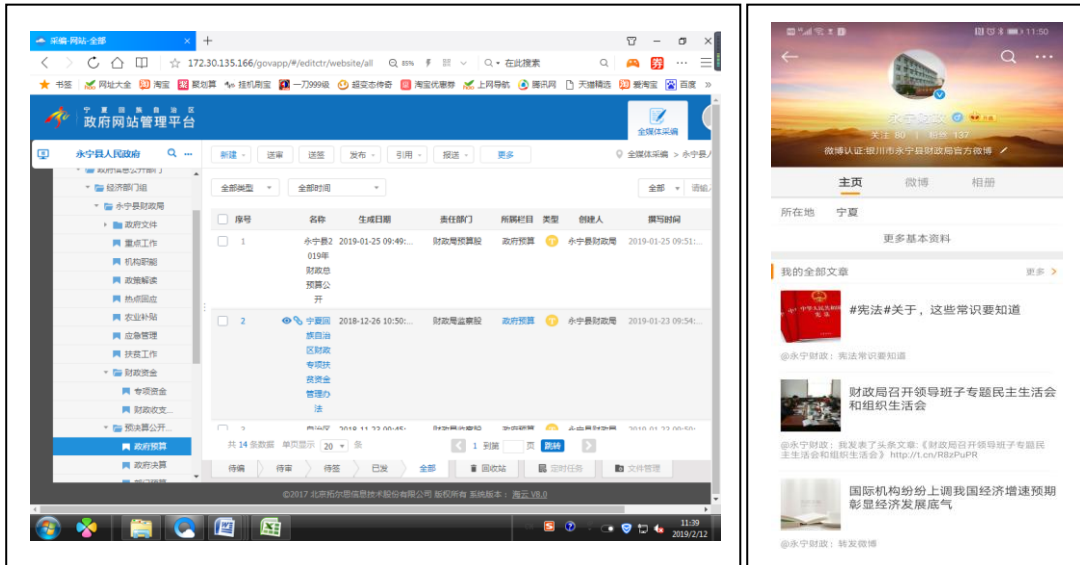 采编-网站-全部
172.30.135.166/govapp/#/editctr/website/all
85%
在此搜索
书签
网址大全
淘宝
聚划算
挂机刷宝
一刀999级
超变态传奇
淘宝优惠券
上网导航
腾讯网
天猫精选
爱淘宝
百度
宁夏回族自治区
政府网站管理平台
全媒体采编
永宁县人民政府
新建
送审
送签
发布
引用
报送
更多
全媒体采编 > 永宁县人
政府信息公开部门
经济部门组
永宁县财政局
政府文件
重点工作
机构职能
政策解读
热点回应
农业补贴
应急管理
扶贫工作
财政资金
专项资金
财政收支...
预决算公开...
政府预算
政府决算
全部类型
全部时间
全部
请输入
序号 名称 生成日期 责任部门 所属栏目 类型 创建人 撰写时间
1 永宁县2 2019-01-25 09:49:... 财政局预算股 政府预算 永宁县财政局 2019-01-25 09:51:...
019年
财政总
预算公
开
2 宁夏回 2018-12-26 10:50:... 财政局监察股 政府预算 永宁县财政局 2019-01-23 09:54:...
族自治
区财政
专项扶
贫资金
管理办
法
共 14 条数据 单页显示 20 条
1 到第 页 跳转
待编
待审
待签
已发
全部
回收站
定时任务
文件管理
©2017 北京拓尔思信息技术股份有限公司 版权所有 系统版本: 海云 V8.0
11:39
2019/2/12
11:50
永宁财政
关注 80 | 粉丝 137
微博认证:银川市永宁县财政局官方微博
主页 微博 相册
所在地 宁夏
更多基本资料
我的全部文章
更多 >
#宪法#关于，这些常识要知道
@永宁财政：宪法常识要知道
财政局召开领导班子专题民主生活会
和组织生活会
@永宁财政：我发表了头条文章:《财政局召开领导班子专题民
主生活会和组织生活会》 http://t.cn/R8zPuPR
国际机构纷纷上调我国经济增速预期
彰显经济发展底气
@永宁财政：转发微博